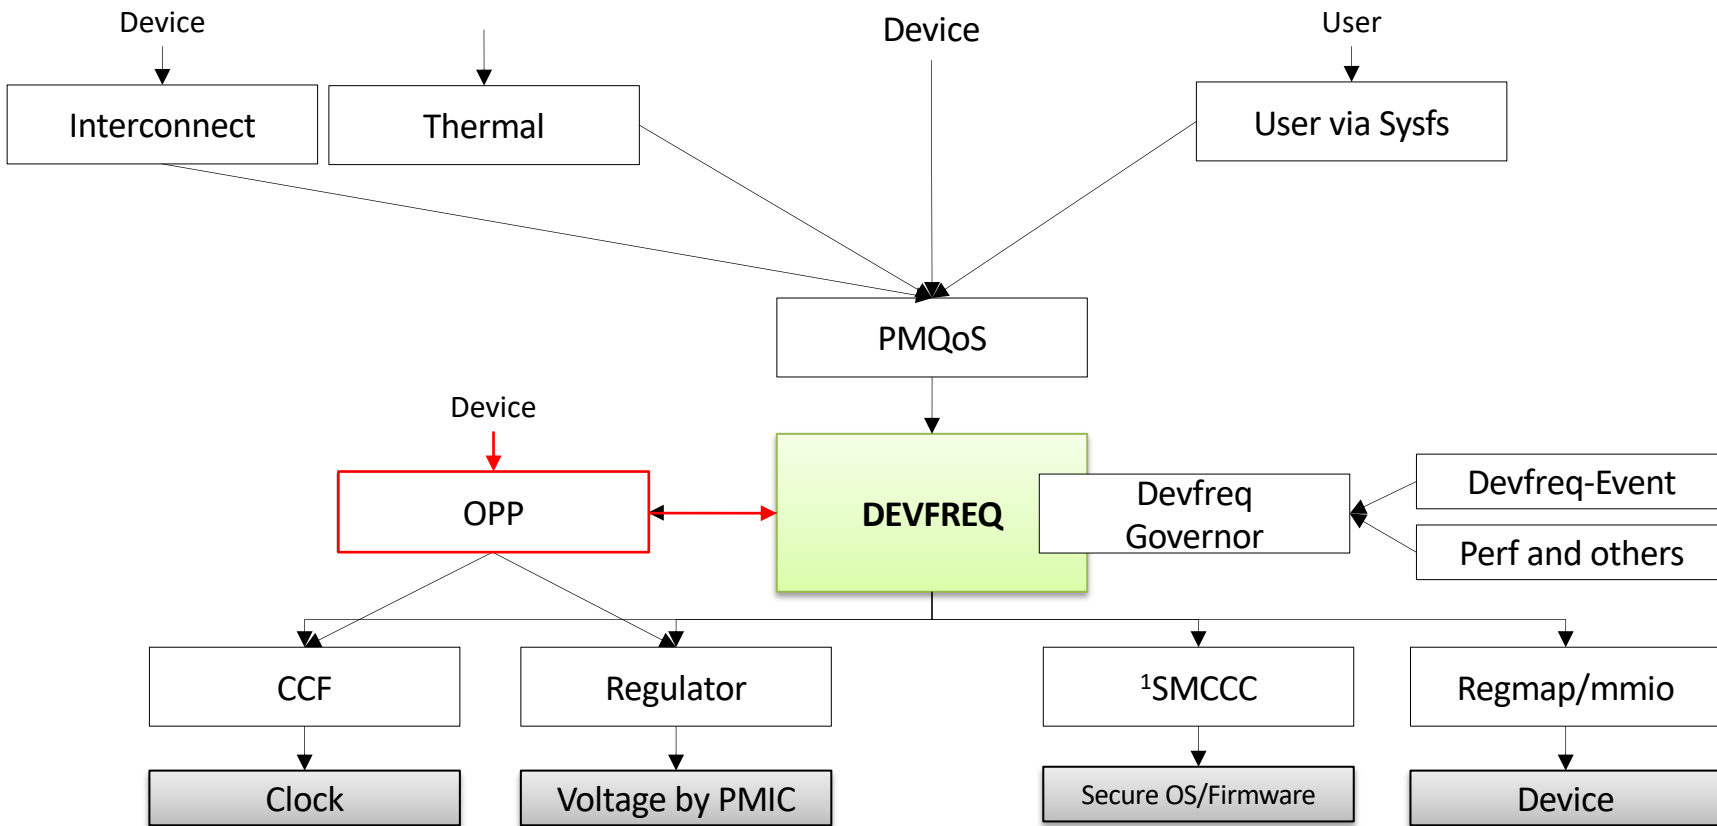 Device
Device
User
Interconnect
Thermal
User via Sysfs
PMQoS
Device
OPP
DEVFREQ
Devfreq
Governor
Devfreq-Event
Perf and others
CCF
Regulator
¹SMCCC
Regmap/mmio
Clock
Voltage by PMIC
Secure OS/Firmware
Device